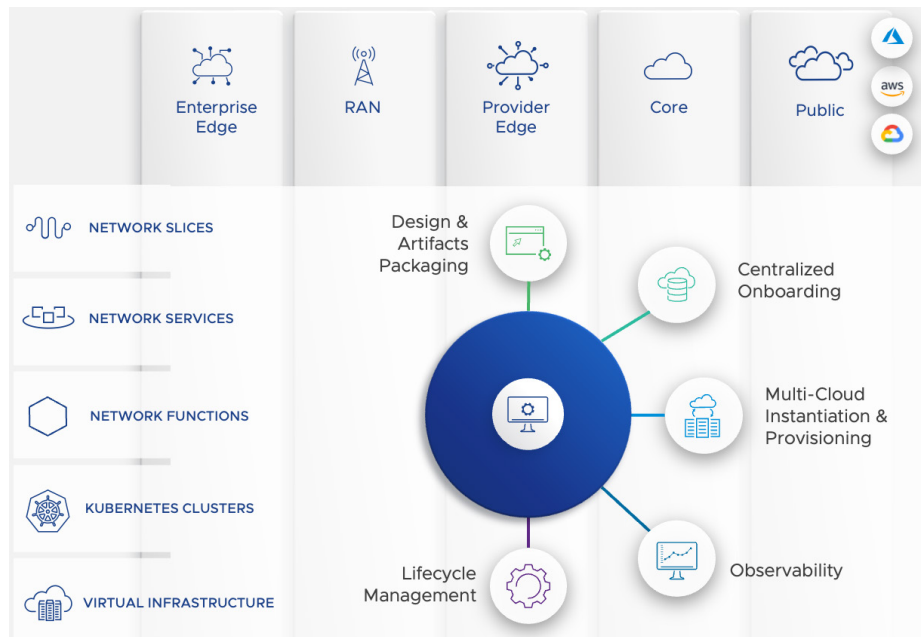 Enterprise
Edge
RAN
Provider
Edge
Core
Public
aws
NETWORK SLICES
NETWORK SERVICES
NETWORK FUNCTIONS
KUBERNETES CLUSTERS
VIRTUAL INFRASTRUCTURE
Design &
Artifacts
Packaging
Centralized
Onboarding
Multi-Cloud
Instantiation &
Provisioning
Observability
Lifecycle
Management